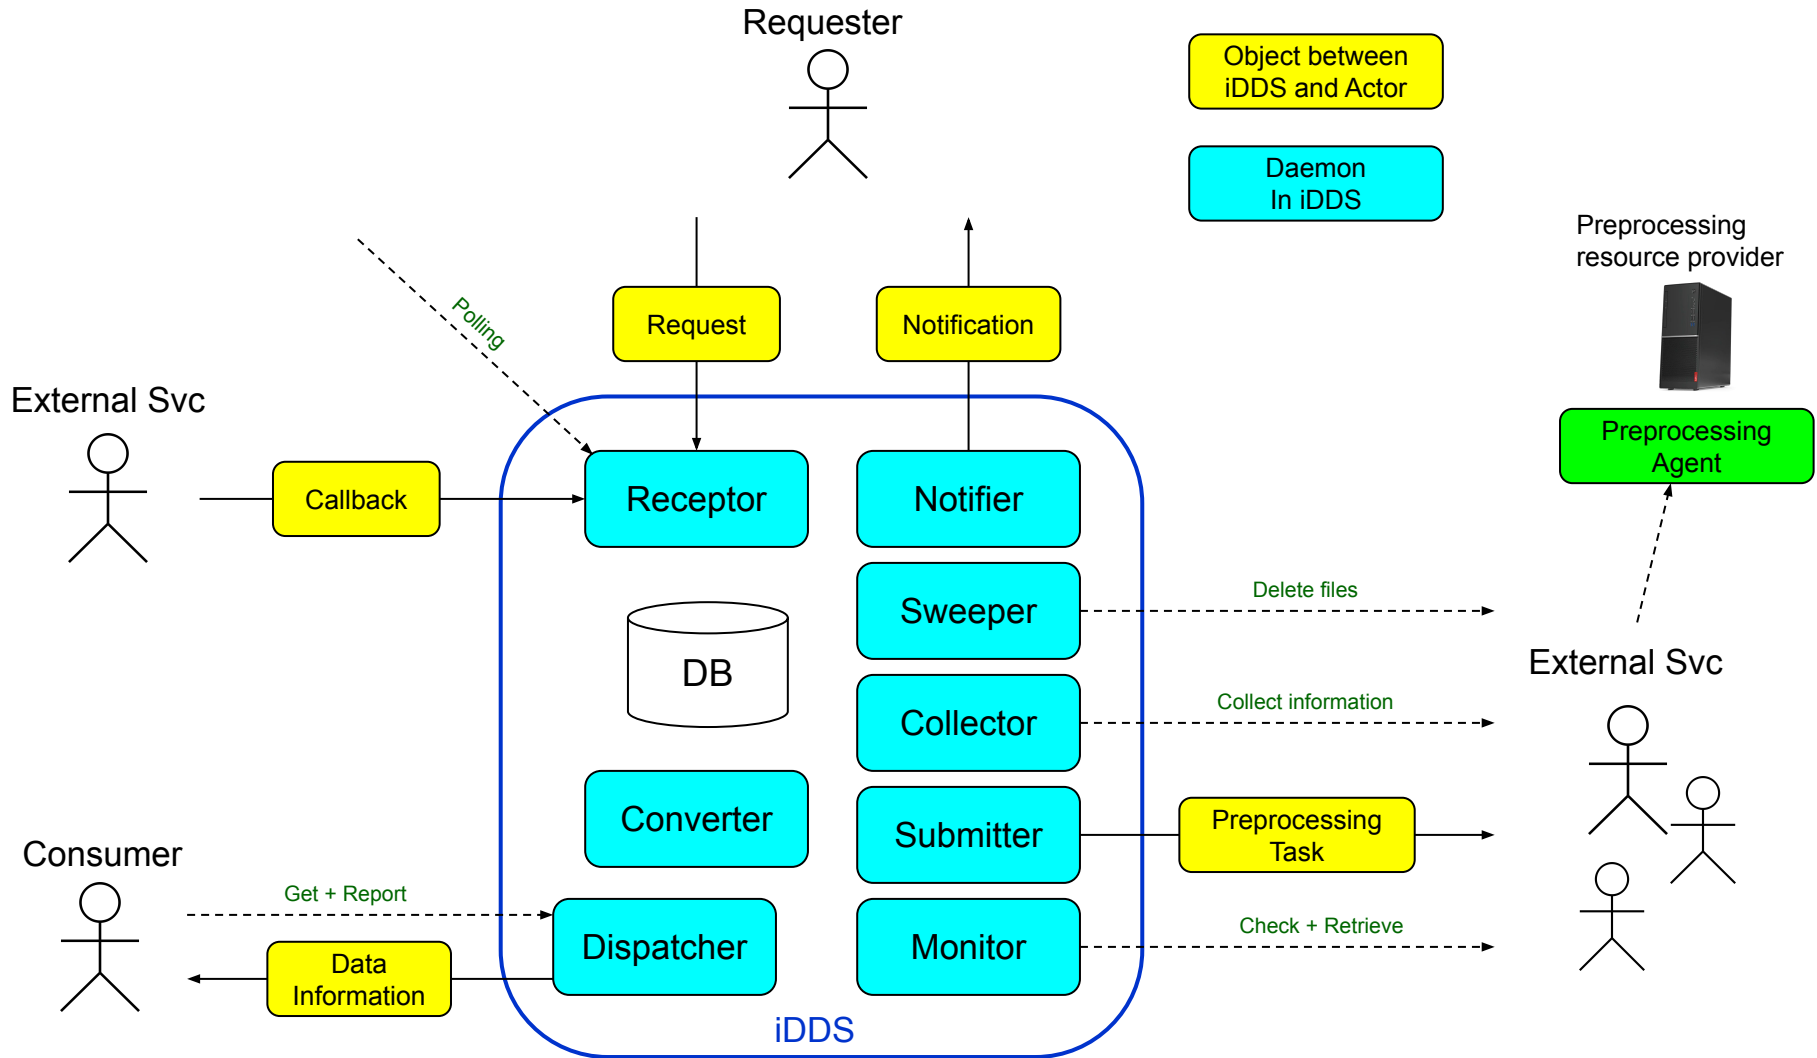 Requester
Object between
iDDS and Actor
Daemon
In iDDS
Preprocessing
resource provider
Polling
Request
Notification
External Svc
Preprocessing
Agent
Callback
Receptor
Notifier
Sweeper
Delete files
DB
External Svc
Collector
Collect information
Converter
Submitter
Preprocessing
Task
Consumer
Get + Report
Dispatcher
Monitor
Check + Retrieve
Data
Information
iDDS